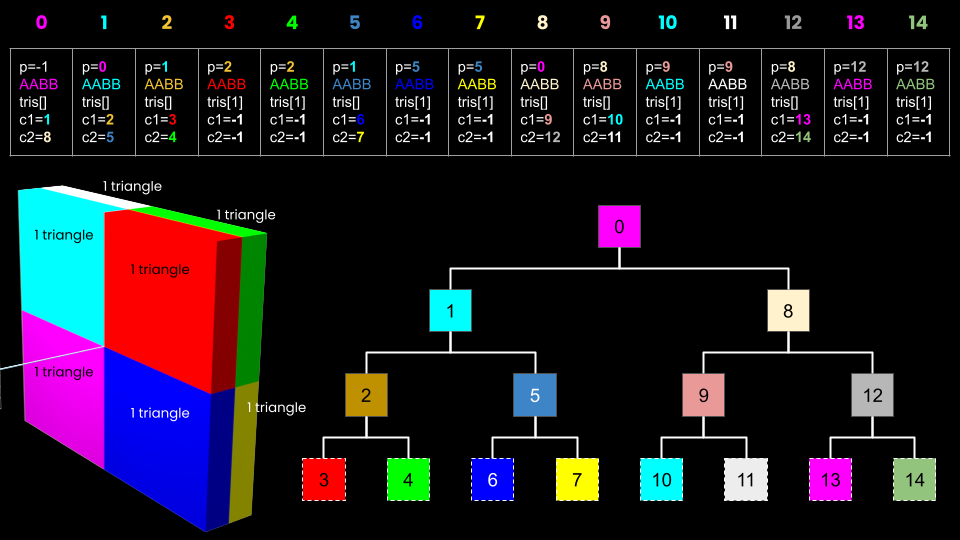 0 1 2 3 4 5 6 7 8 9 10 11 12 13 14
p=-1 p=0 p=1 p=2 p=2 p=1 p=5 p=5 p=0 p=8 p=9 p=9 p=8 p=12 p=12
AABB AABB AABB AABB AABB AABB AABB AABB AABB AABB AABB AABB AABB AABB AABB
tris[] tris[] tris[] tris[1] tris[1] tris[] tris[1] tris[1] tris[] tris[] tris[1] tris[1] tris[] tris[1] tris[1]
c1=1 c1=2 c1=3 c1=-1 c1=-1 c1=6 c1=-1 c1=-1 c1=9 c1=10 c1=-1 c1=-1 c1=13 c1=-1 c1=-1
c2=8 c2=5 c2=4 c2=-1 c2=-1 c2=7 c2=-1 c2=-1 c2=12 c2=11 c2=-1 c2=-1 c2=14 c2=-1 c2=-1
1 triangle
1 triangle
1 triangle
1 triangle
1 triangle
1 triangle
1 triangle
0
1 8
2 5 9 12
3 4 6 7 10 11 13 14